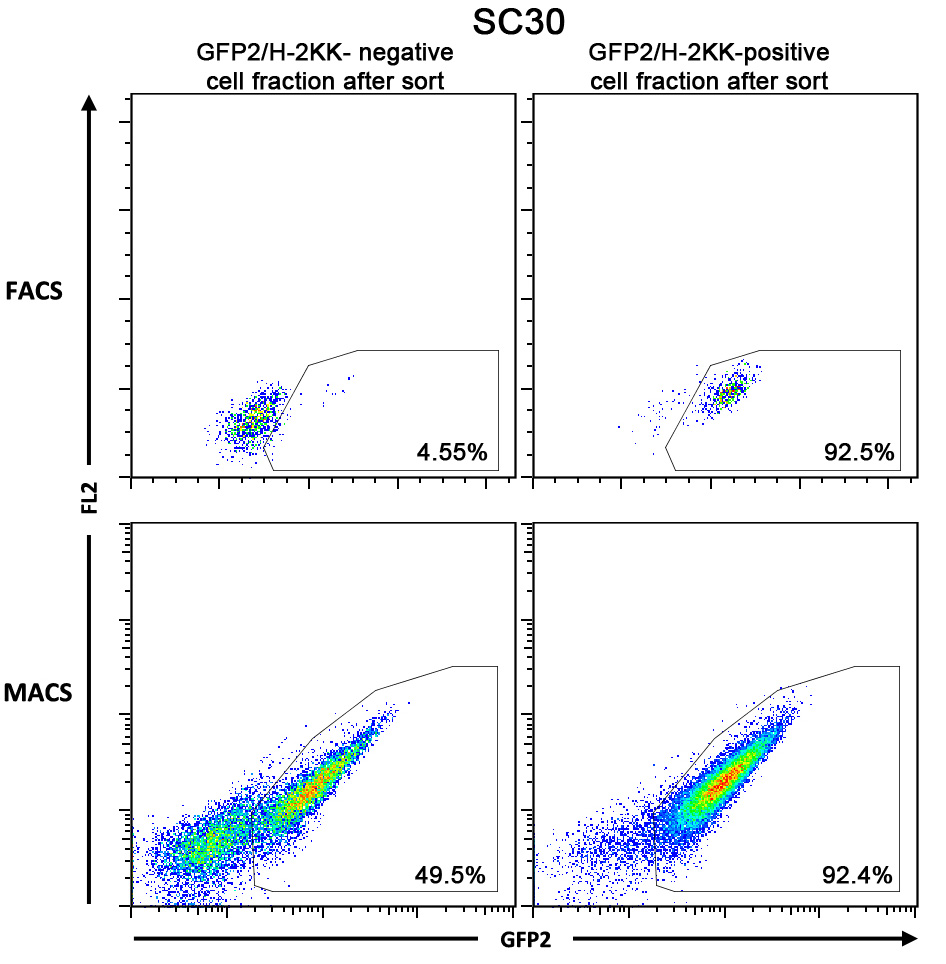 SC30
GFP2/H-2KK- negative
cell fraction after sort
GFP2/H-2KK-positive
cell fraction after sort
FACS
4.55%
92.5%
FL2
MACS
49.5%
92.4%
GFP2